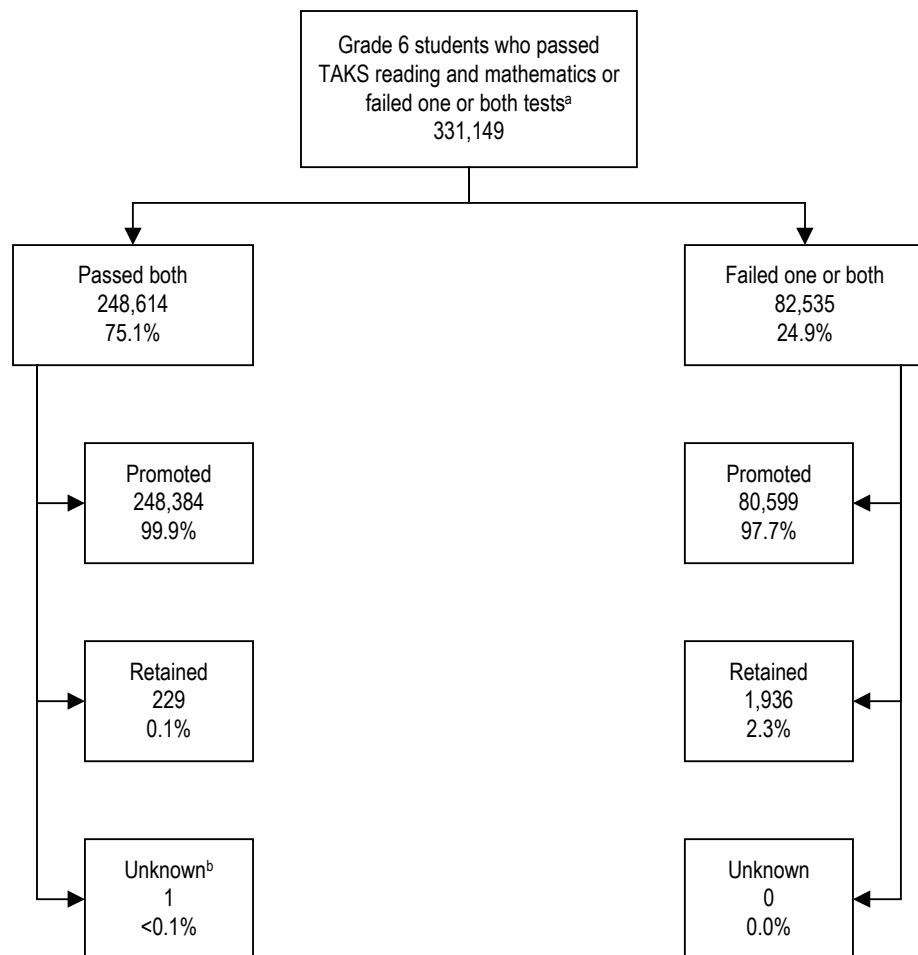 Grade 6 students who passed
TAKS reading and mathematics or
failed one or both testsᵃ
331,149
Passed both
248,614
75.1%
Failed one or both
82,535
24.9%
Promoted
248,384
99.9%
Promoted
80,599
97.7%
Retained
229
0.1%
Retained
1,936
2.3%
Unknownᵇ
1
<0.1%
Unknown
0
0.0%